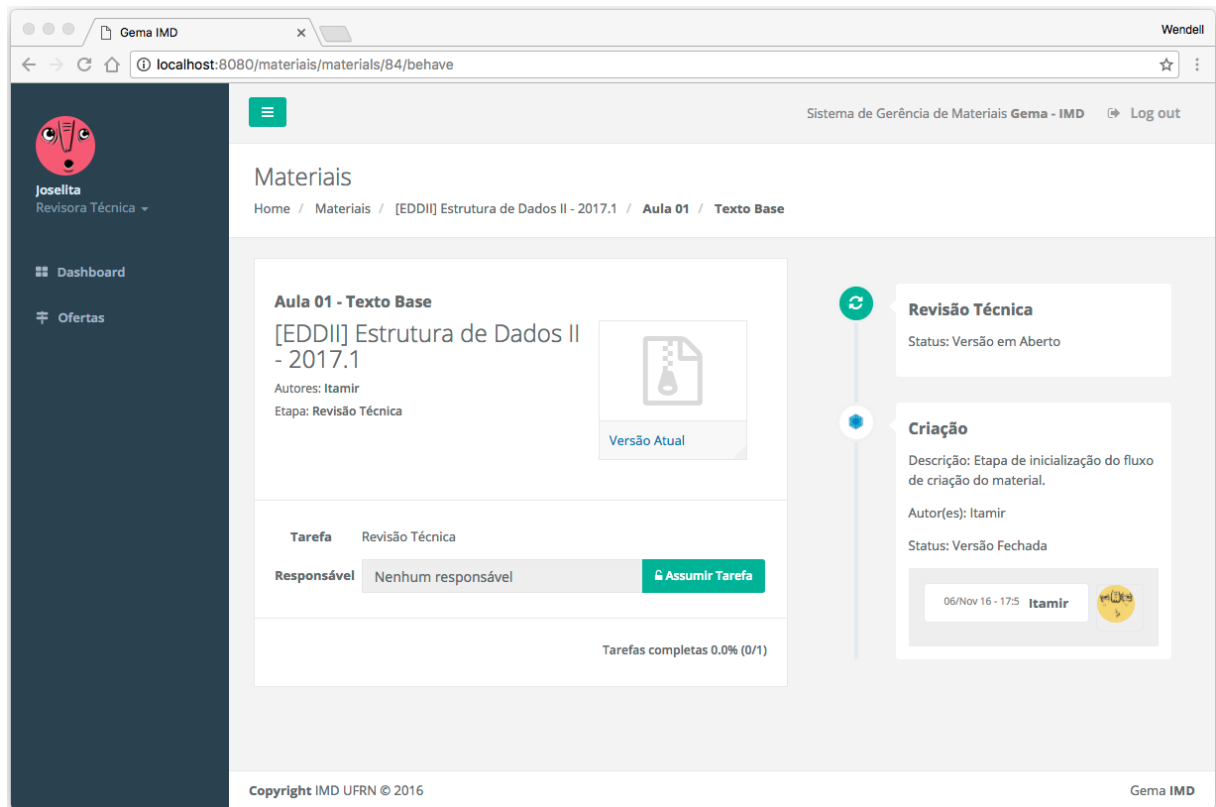 Gema IMD
Wendell
localhost:8080/materiais/materials/84/behave
Sistema de Gerência de Materiais Gema - IMD
Log out
Joselita
Revisora Técnica
Dashboard
Ofertas
Materiais
Home / Materiais / [EDDII] Estrutura de Dados II - 2017.1 / Aula 01 / Texto Base
Aula 01 - Texto Base
[EDDII] Estrutura de Dados II
- 2017.1
Autores: Itamir
Etapa: Revisão Técnica
Versão Atual
Tarefa Revisão Técnica
Responsável Nenhum responsável Assumir Tarefa
Tarefas completas 0.0% (0/1)
Revisão Técnica
Status: Versão em Aberto
Criação
Descrição: Etapa de inicialização do fluxo
de criação do material.
Autor(es): Itamir
Status: Versão Fechada
06/Nov 16 - 17:5 Itamir
Copyright IMD UFRN © 2016
Gema IMD